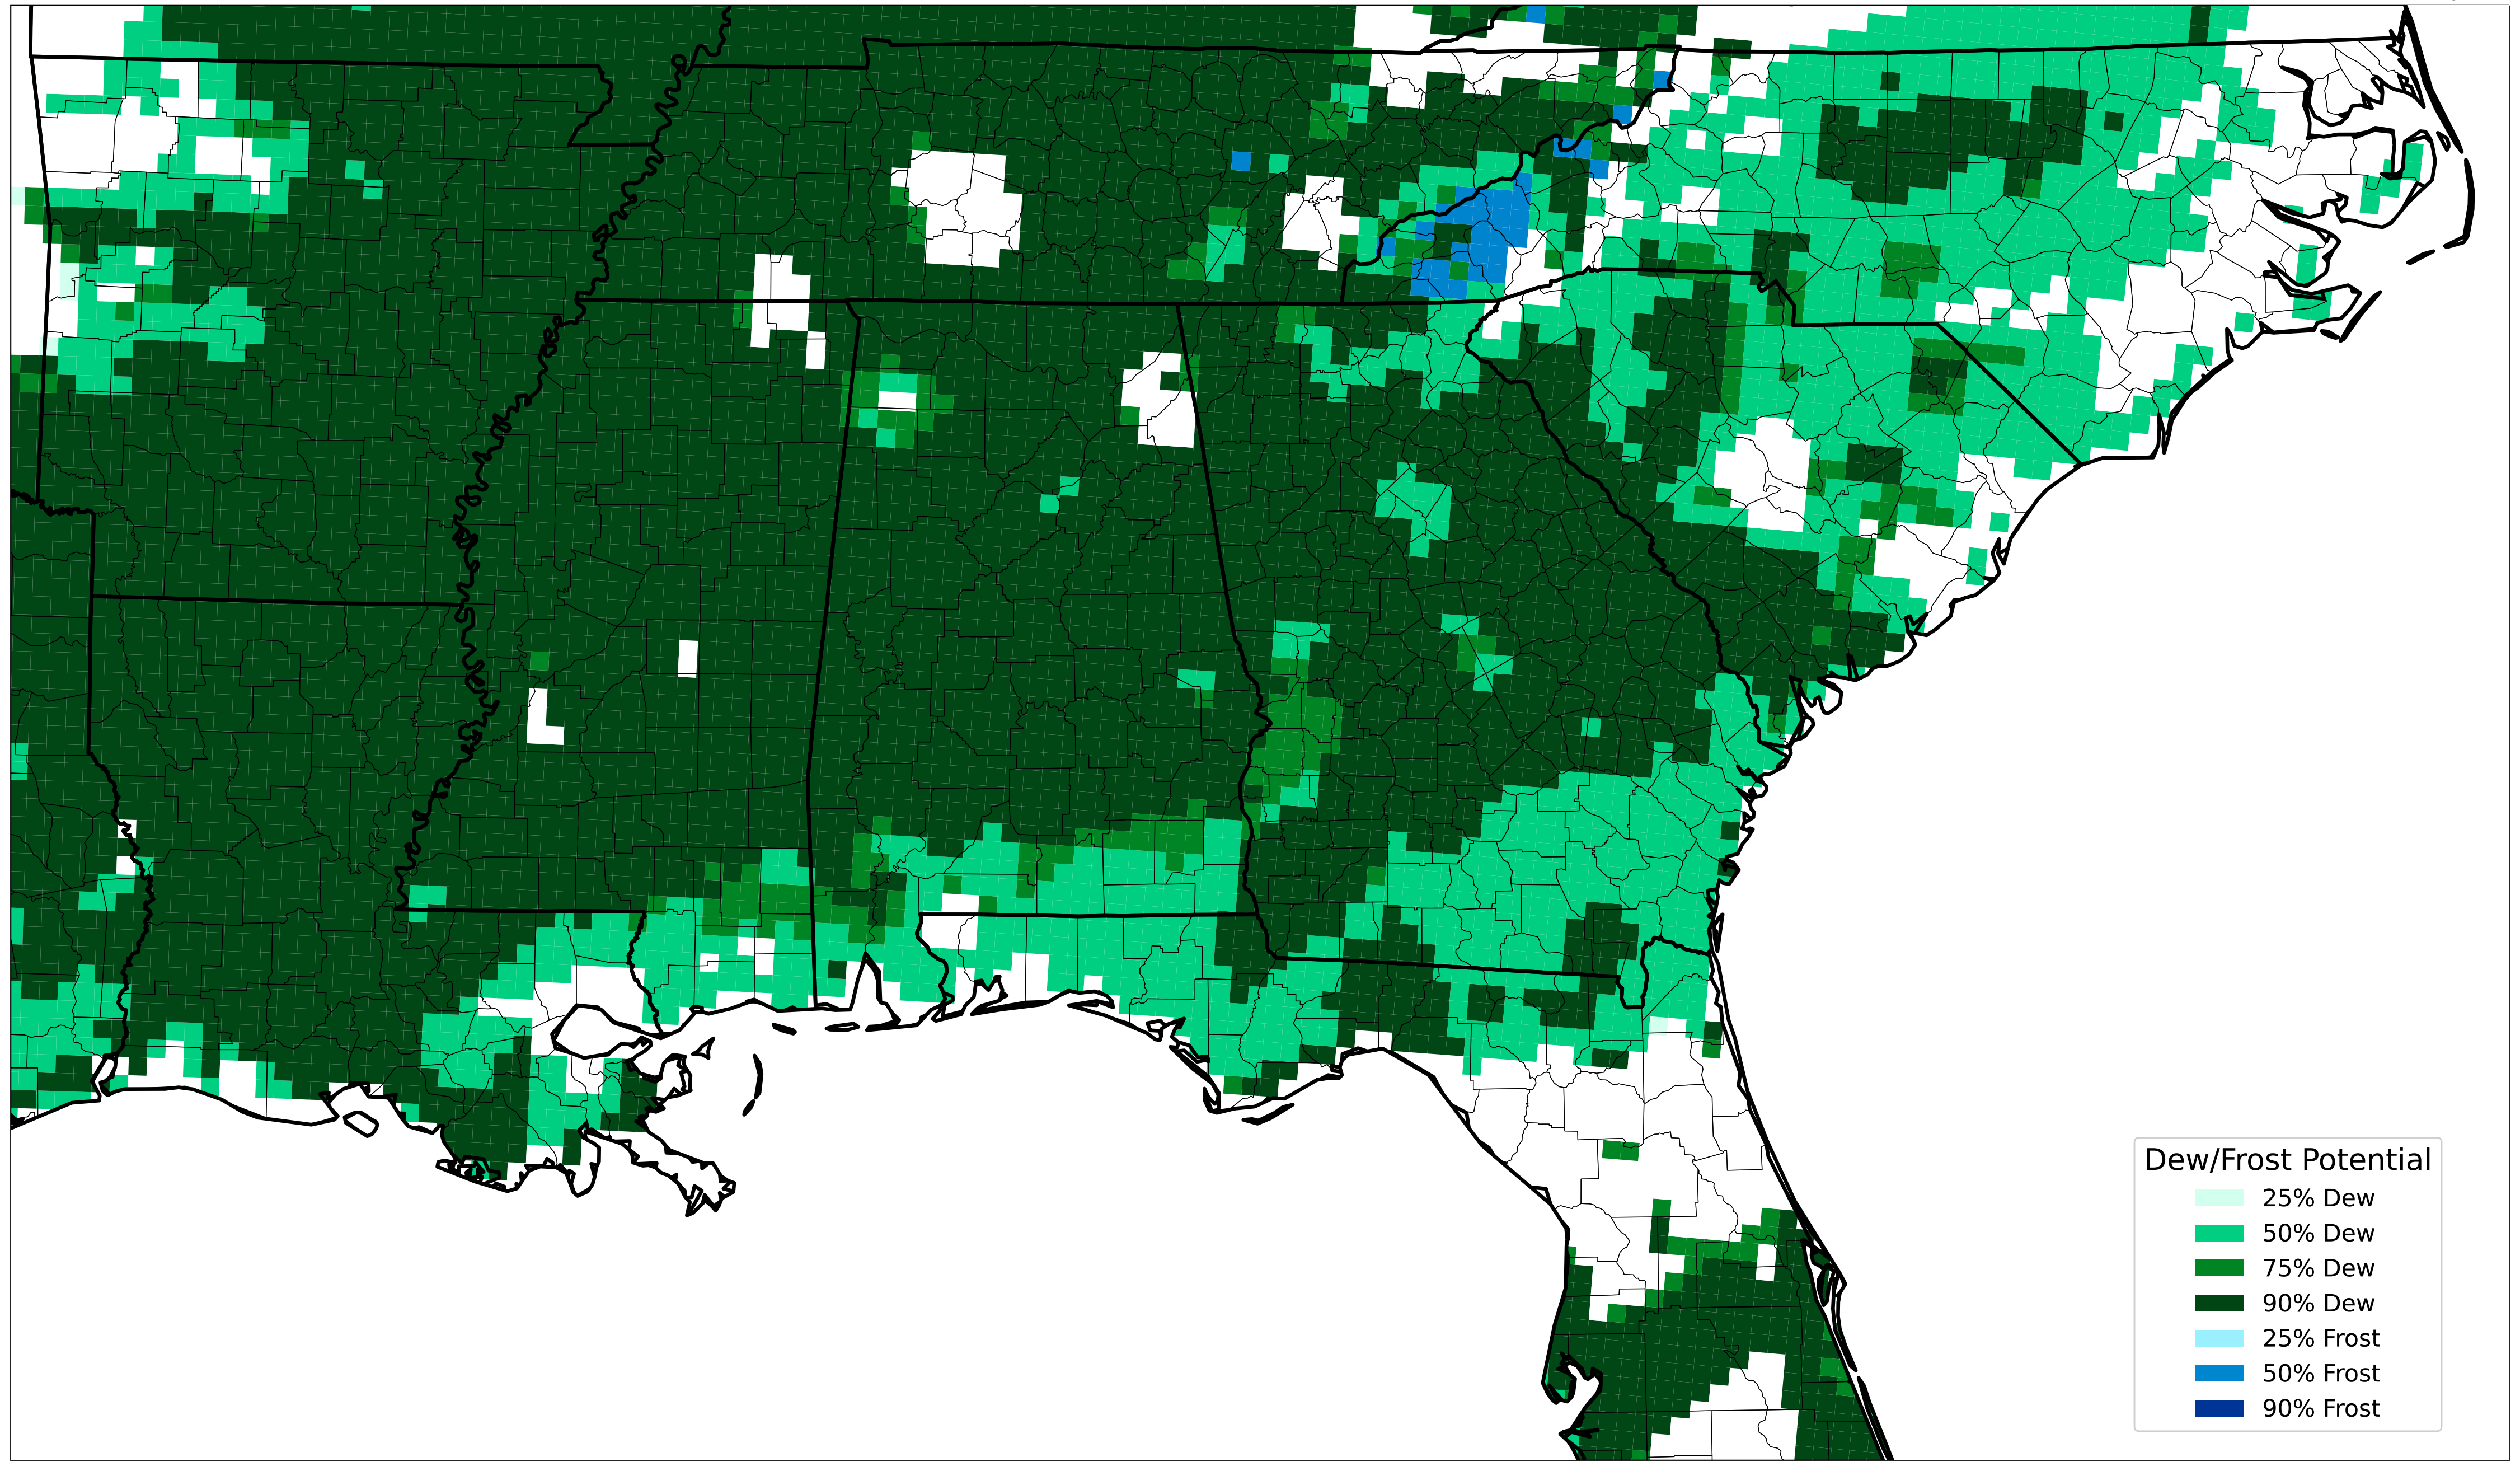 Dew/Frost Potential
25% Dew
50% Dew
75% Dew
90% Dew
25% Frost
50% Frost
90% Frost